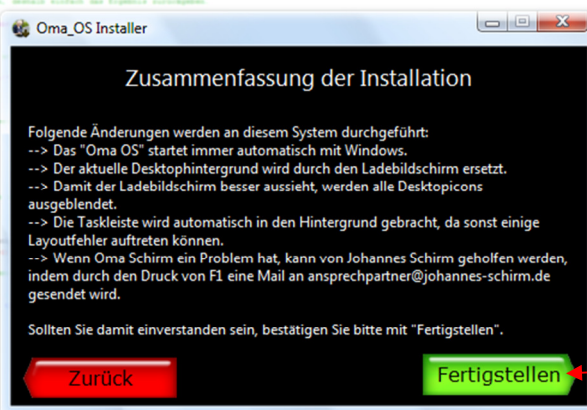 Oma_OS Installer
Zusammenfassung der Installation
Folgende Änderungen werden an diesem System durchgeführt:
--> Das "Oma OS" startet immer automatisch mit Windows.
--> Der aktuelle Desktophintergrund wird durch den Ladebildschirm ersetzt.
--> Damit der Ladebildschirm besser aussieht, werden alle Desktopicons
ausgeblendet.
--> Die Taskleiste wird automatisch in den Hintergrund gebracht, da sonst einige
Layoutfehler auftreten können.
--> Wenn Oma Schirm ein Problem hat, kann von Johannes Schirm geholfen werden,
indem durch den Druck von F1 eine Mail an ansprechpartner@johannes-schirm.de
gesendet wird.
Sollten Sie damit einverstanden sein, bestätigen Sie bitte mit "Fertigstellen".
Zurück
Fertigstellen